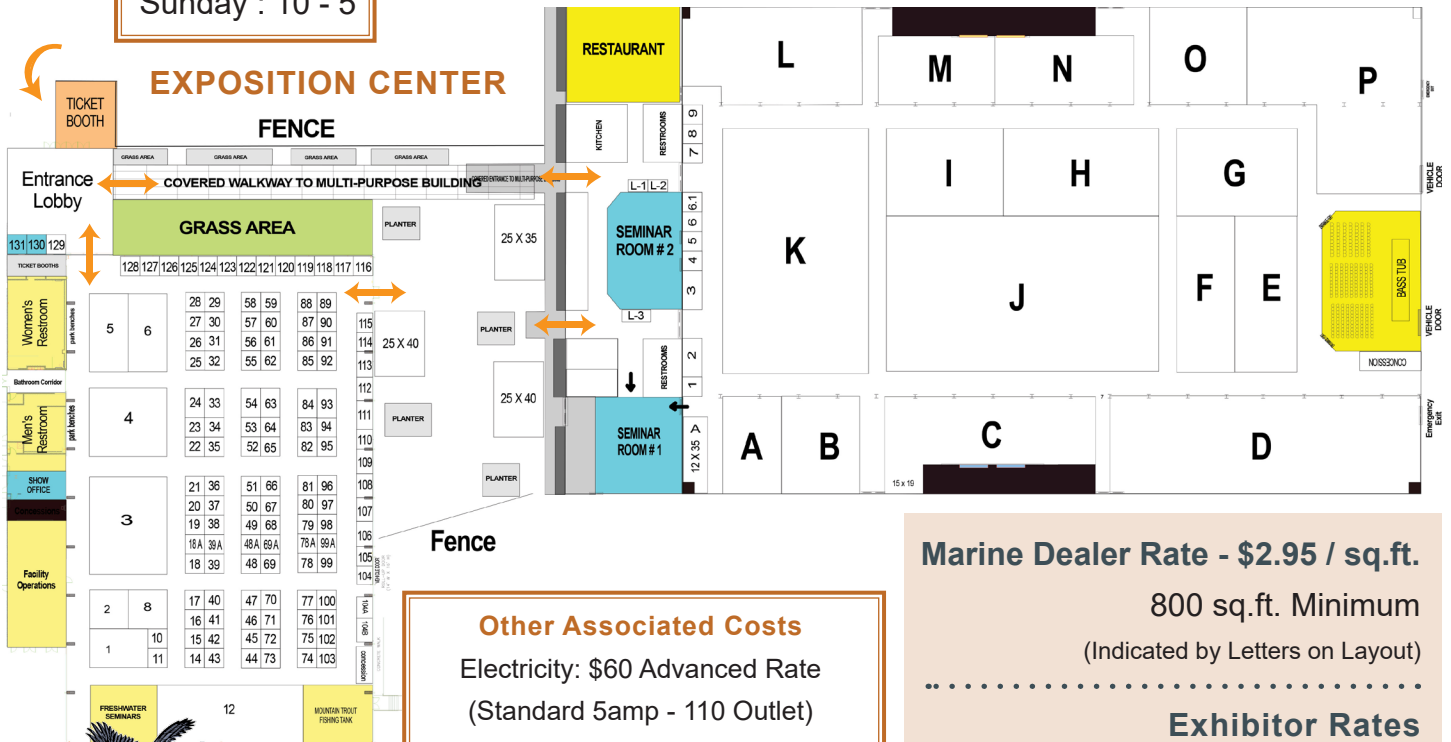 Sunday : 10 - 5
EXPOSITION CENTER
TICKET
BOOTH
FENCE
GRASS AREA
GRASS AREA
GRASS AREA
GRASS AREA
Entrance
Lobby
COVERED WALKWAY TO MULTI-PURPOSE BUILDING
GRASS AREA
PLANTER
25 X 35
131 130 129
TICKET BOOTHS
128 127 126 125 124 123 122 121 120 119 118 117 116
Women's
Restroom
park benches
5 6
28 29
27 30
26 31
25 32
58 59
57 60
56 61
55 62
88 89
87 90
86 91
85 92
115
114
113
112
111
110
109
108
107
106
105
104
104A
104B
concession
25 X 40
PLANTER
25 X 40
PLANTER
PLANTER
Bathroom Corridor
Men's
Restroom
park benches
4
24 33
23 34
22 35
54 63
53 64
52 65
84 93
83 94
82 95
SHOW
OFFICE
Concessions
Facility
Operations
3
21 36
20 37
19 38
18 A 39 A
18 39
51 66
50 67
49 68
48 A 69 A
48 69
81 96
80 97
79 98
78 A 99 A
78 99
2 8
1
10
11
17 40
16 41
15 42
14 43
47 70
46 71
45 72
44 73
77 100
76 101
75 102
74 103
FRESHWATER
SEMINARS
12
MOUNTAIN TROUT
FISHING TANK
Fence
RESTAURANT
KITCHEN
RESTROOMS
9
8
7
L-1 L-2
SEMINAR
ROOM # 2
6.1
6
5
4
3
L-3
RESTROOMS
2
1
SEMINAR
ROOM # 1
A
12 X 35
L
M
N
O
P
K
I
H
G
J
F
E
A
B
C
D
15 x 19
BASS TUB
CONCESSION
VEHICLE
DOOR
VEHICLE
DOOR
Emergency
Exit
Other Associated Costs
Electricity: $60 Advanced Rate
(Standard 5amp - 110 Outlet)
Marine Dealer Rate - $2.95 / sq.ft.
800 sq.ft. Minimum
(Indicated by Letters on Layout)
Exhibitor Rates